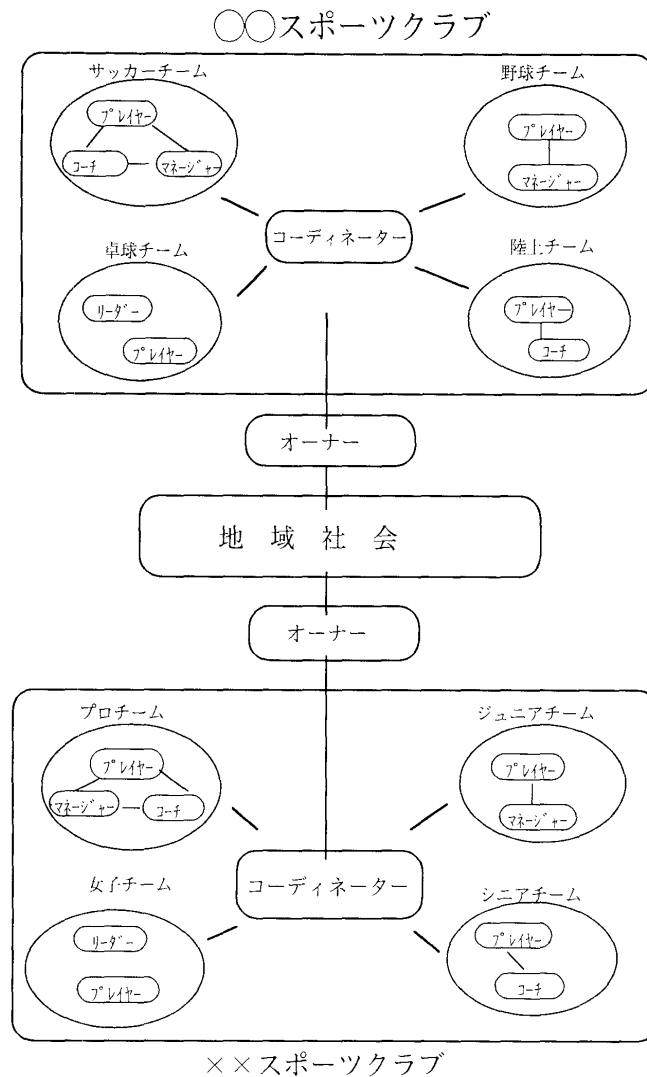 ○○スポーツクラブ
サッカーチーム
プレイヤー
コーチ
マネージャー
野球チーム
プレイヤー
マネージャー
コーディネーター
卓球チーム
リーダー
プレイヤー
陸上チーム
プレイヤー
コーチ
オーナー
地域社会
オーナー
プロチーム
プレイヤー
マネージャー
コーチ
ジュニアチーム
プレイヤー
マネージャー
コーディネーター
女子チーム
リーダー
プレイヤー
シニアチーム
プレイヤー
コーチ
××スポーツクラブ